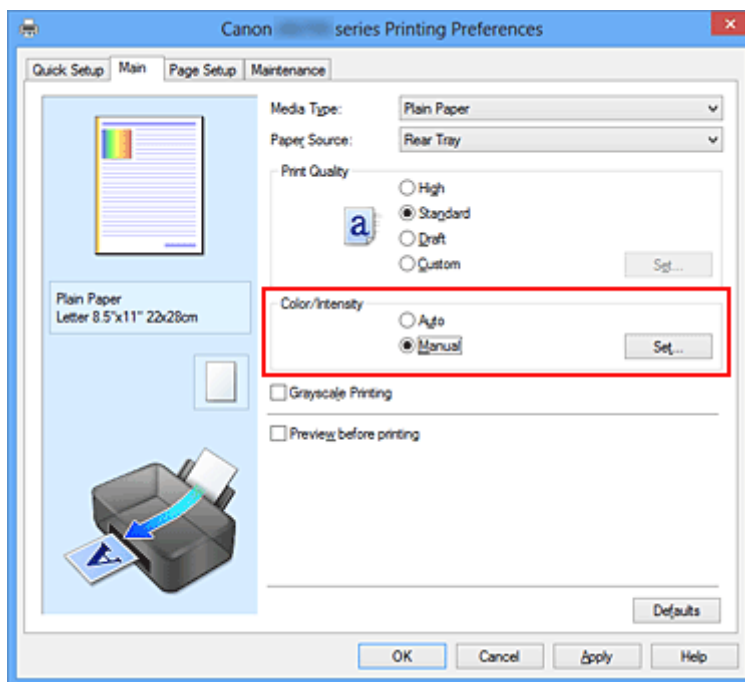 Canon series Printing Preferences
Quick Setup Main Page Setup Maintenance
Media Type: Plain Paper
Paper Source: Rear Tray
Print Quality
High
a Standard
Draft
Custom Set...
Plain Paper
Letter 8.5"x11" 22x28cm
Color/Intensity
Auto
Manual Set...
Grayscale Printing
Preview before printing
A
Defaults
OK Cancel Apply Help